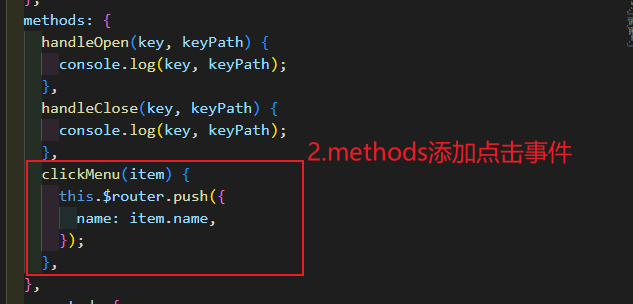 },
methods: {
handleOpen(key, keyPath) {
console.log(key, keyPath);
},
handleClose(key, keyPath) {
console.log(key, keyPath);
},
2.methods添加点击事件
clickMenu(item) {
this.$router.push({
name: item.name,
});
},
},